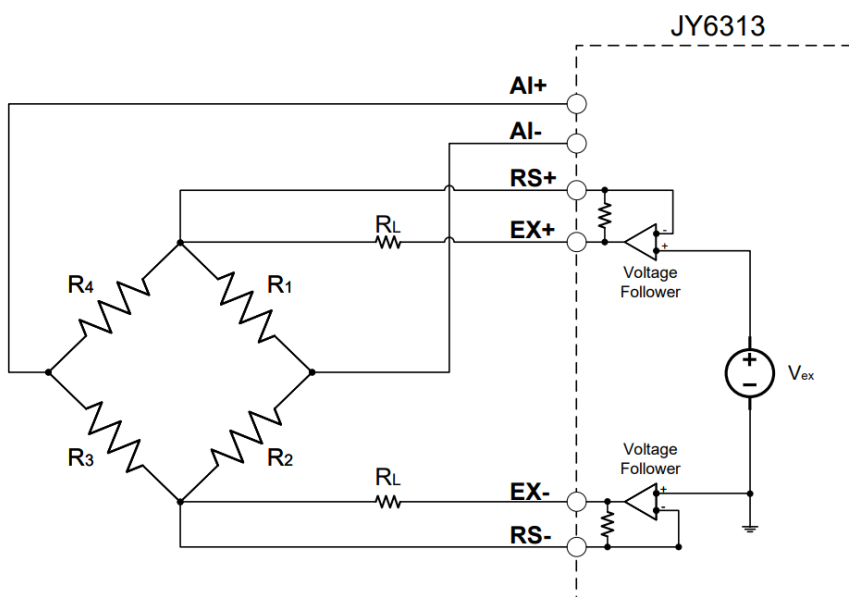 JY6313
AI+
AI-
RS+
RL
EX+
-
+
Voltage
Follower
R4
R1
+
−
Vex
R3
R2
Voltage
Follower
RL
EX-
+
-
RS-